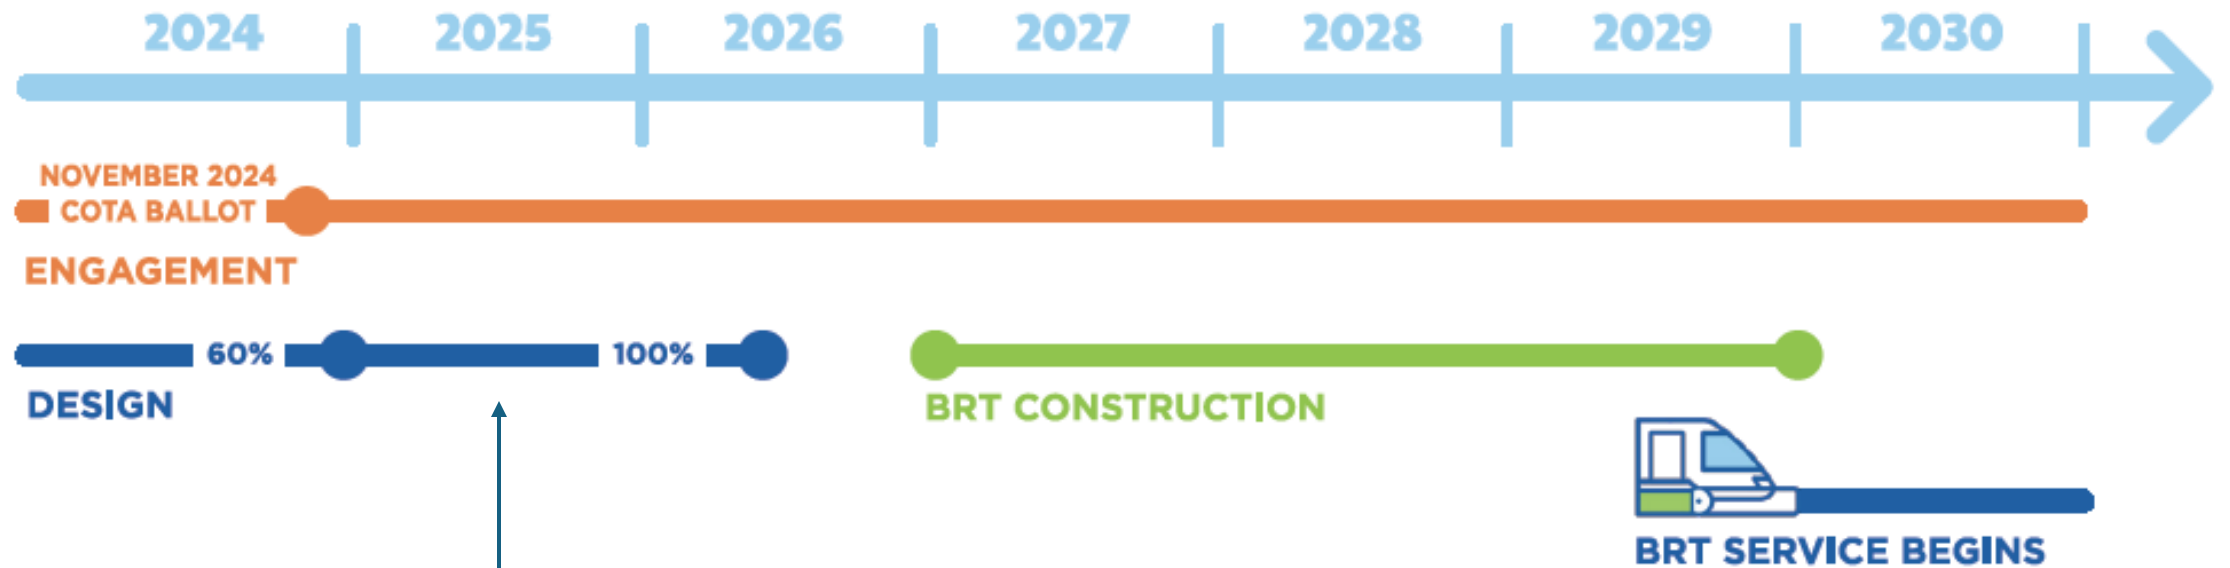 2024 2025 2026 2027 2028 2029 2030
NOVEMBER 2024
COTA BALLOT
ENGAGEMENT
60% 100%
DESIGN
BRT CONSTRUCTION
BRT SERVICE BEGINS